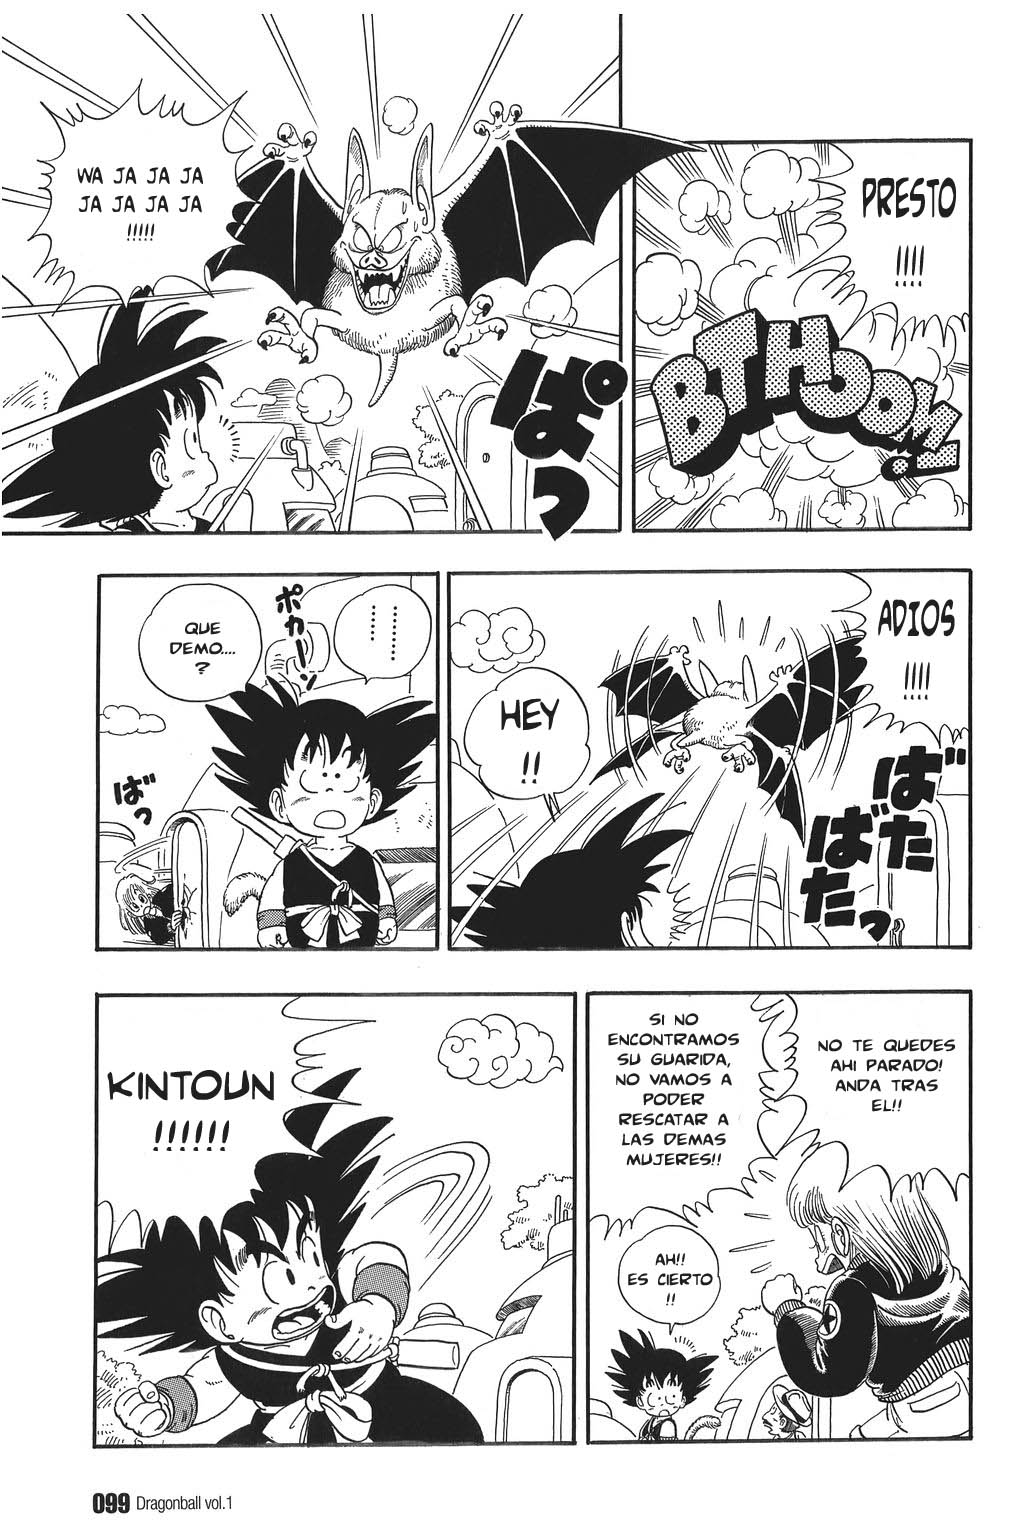 PRESTO
!!!!
BTHOOM!
WA JA JA JA
JA JA JA JA
!!!!!
ぱっ
ADIOS
!!!!
HEY
!!
ばたばたっ
.......
.......
QUE
DEMO....
?
ポカーン
ばっ
NO TE QUEDES
AHI PARADO!
ANDA TRAS
EL!!
SI NO
ENCONTRAMOS
SU GUARIDA,
NO VAMOS A
PODER
RESCATAR A
LAS DEMAS
MUJERES!!
AH!!
ES CIERTO
!!
KINTOUN
!!!!!!
099 Dragonball vol.1